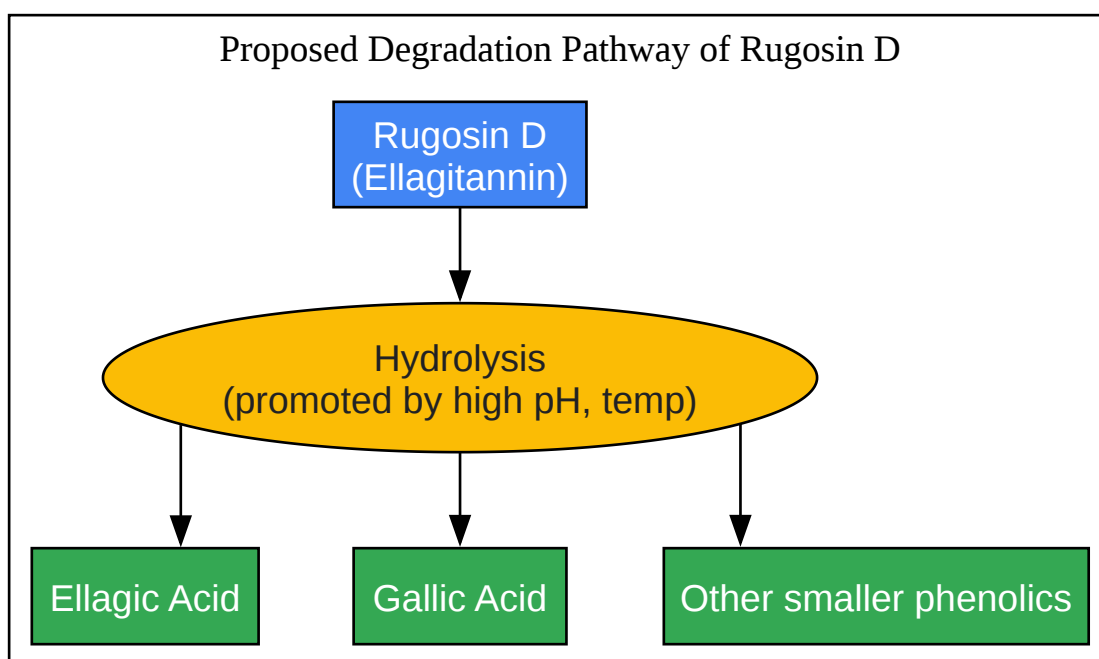 Proposed Degradation Pathway of Rugosin D
Rugosin D
(Ellagitannin)
Hydrolysis
(promoted by high pH, temp)
Ellagic Acid
Gallic Acid
Other smaller phenolics